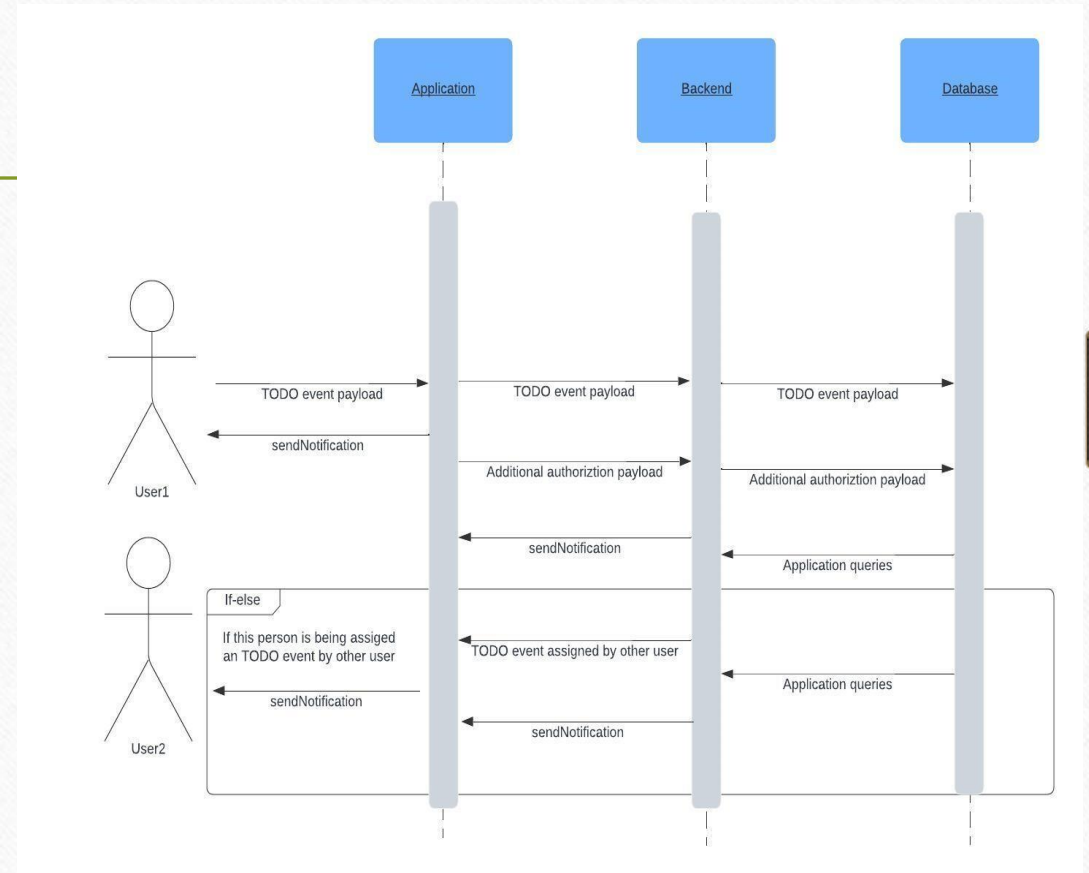 Application
Backend
Database
TODO event payload
TODO event payload
TODO event payload
sendNotification
Additional authoriztion payload
Additional authoriztion payload
User1
sendNotification
Application queries
If-else
If this person is being assiged
an TODO event by other user
TODO event assigned by other user
Application queries
sendNotification
sendNotification
User2